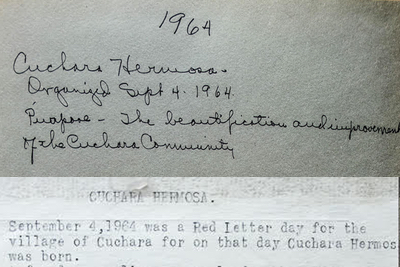 1964
Cuchara Hermosa.
Organized Sept 4. 1964.
Purpose - The beautification and improvement
of the Cuchara Community
CUCHARA HERMOSA.
September 4,1964 was a Red Letter day for the
village of Cuchara for on that day Cuchara Hermos
was born.